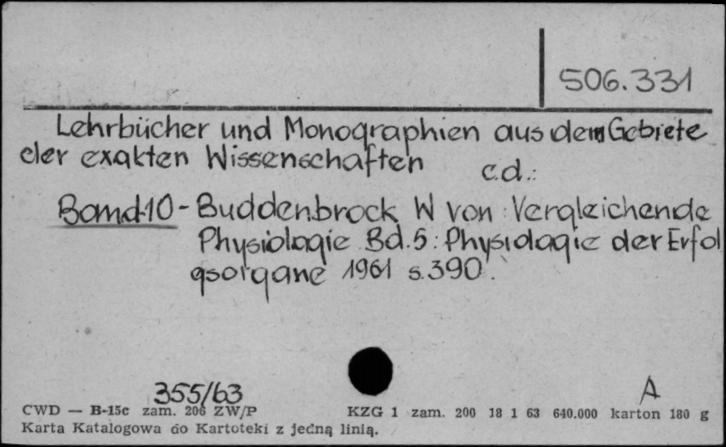 506.331
Lehrbücher und Monographien aus dem Gebiete
der exakten Wissenschaften c.d.:
Band 10 - Buddenbrock W von: Vergleichende
Physiologie Bd.5: Physiologie der Erfol
gsorgane 1961 s.390.
355/63
A
CWD — B-15c zam. 206 ZW/P KZG 1 zam. 200 18 1 63 640.000 karton 180 g
Karta Katalogowa do Kartoteki z jedną linią.